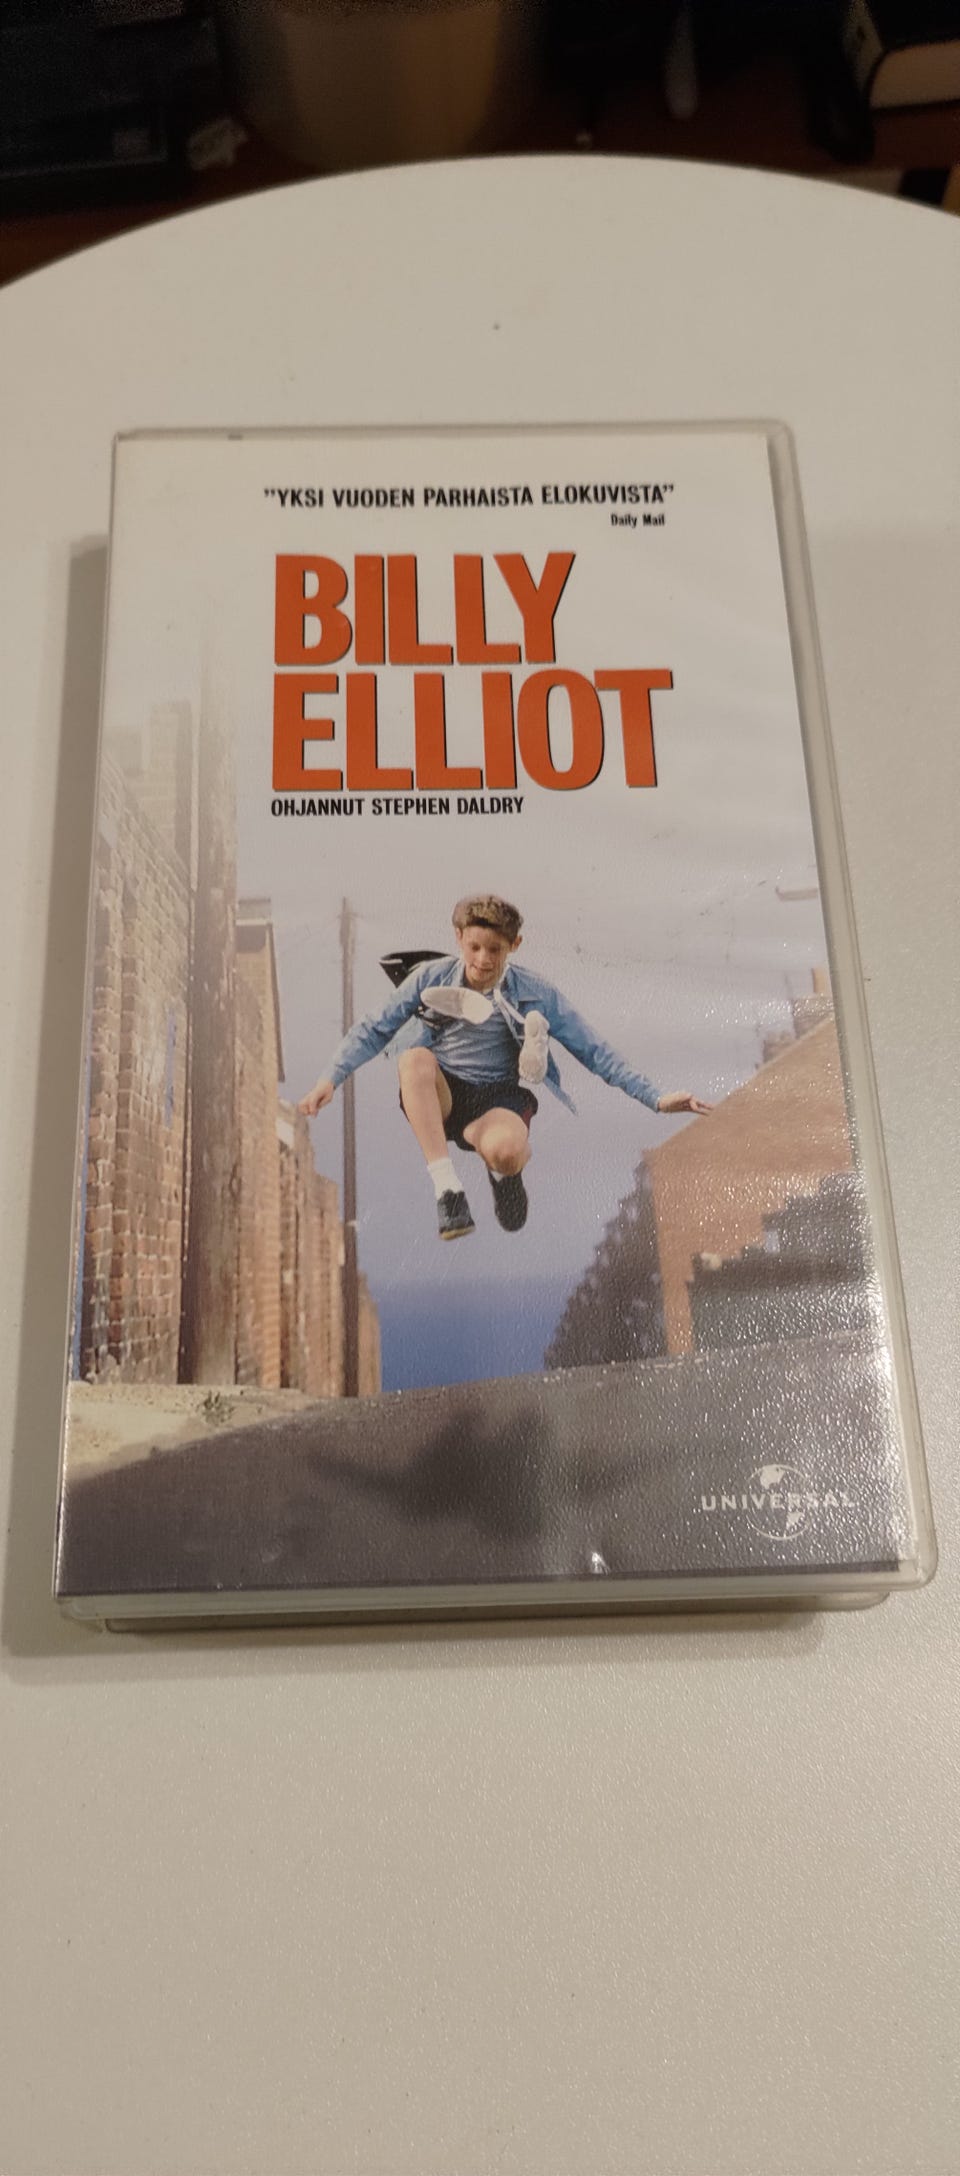 ”YKSI VUODEN PARHAISTA ELOKUVISTA”
Daily Mail
BILLY
ELLIOT
OHJANNUT STEPHEN DALDRY
UNIVERSAL